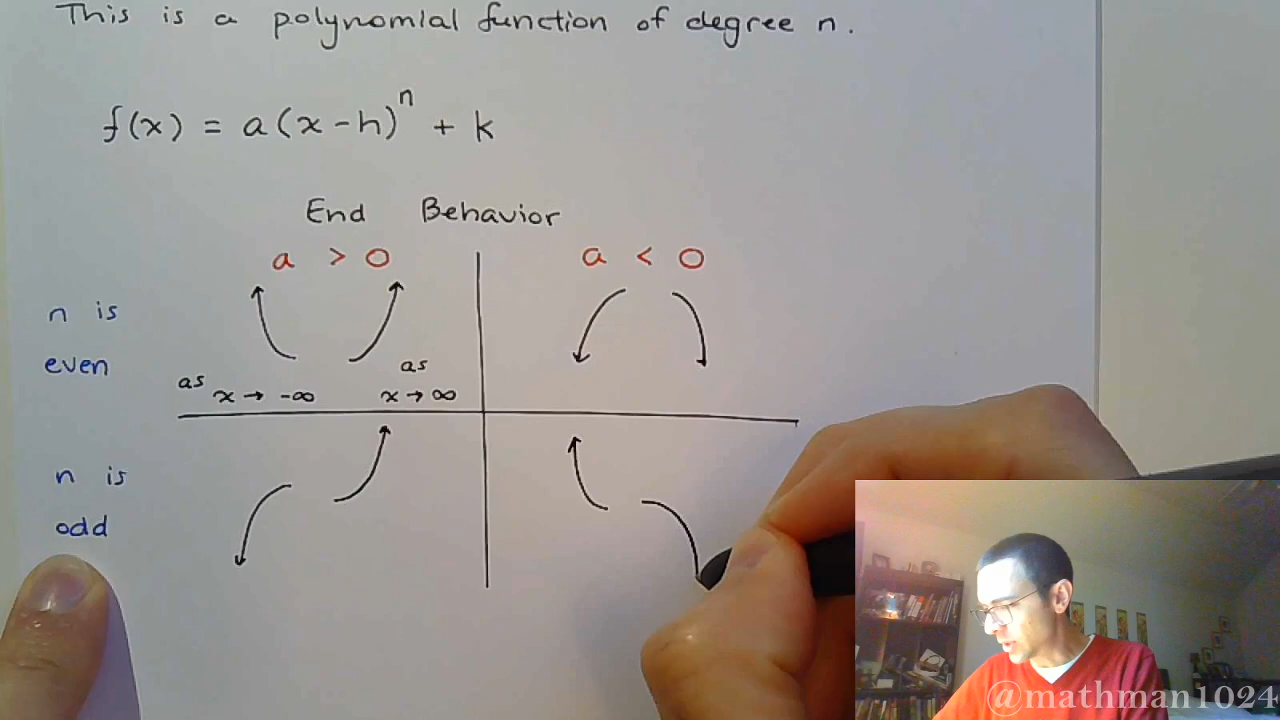 This is a polynomial function of degree n.
f(x) = a(x-h)^n + k
End Behavior
a > 0
a < 0
n is
even
as x → -∞
as x → ∞
n is
odd
@mathman1024